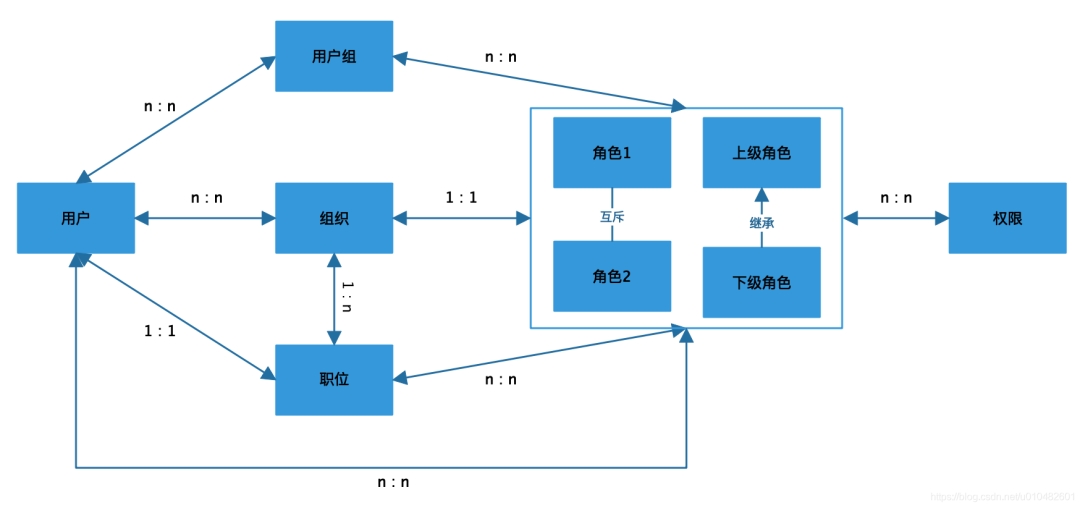 用户组
n : n
n : n
角色1
上级角色
用户
n : n
组织
1 : 1
互斥
继承
n : n
权限
角色2
下级角色
1 : n
1 : 1
职位
n : n
n : n
https://blog.csdn.net/u010482601